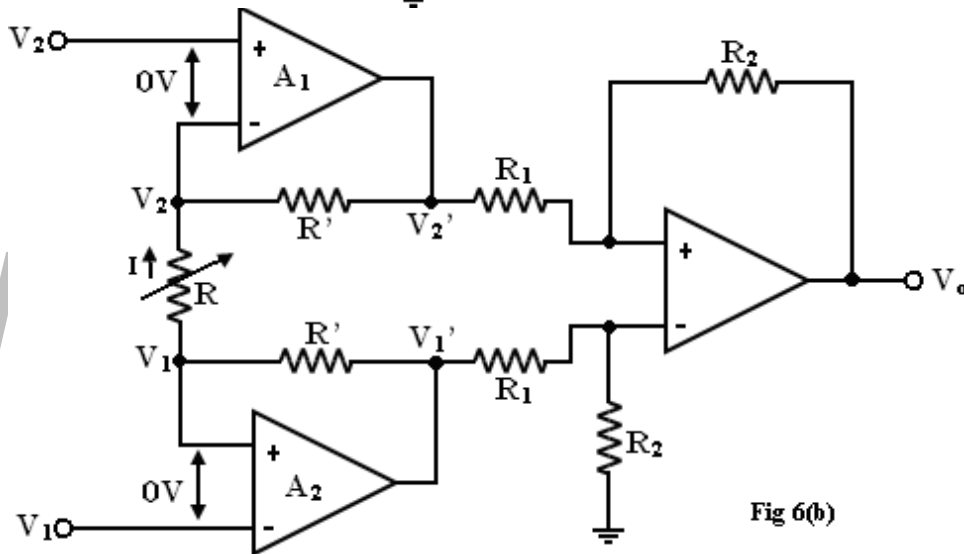 V₂
+
A₁
0V
-
R₂
V₂
R'
V₂'
R₁
I
R
+
-
Vₒ
V₁
R'
V₁'
R₁
+
A₂
0V
-
V₁
R₂
Fig 6(b)